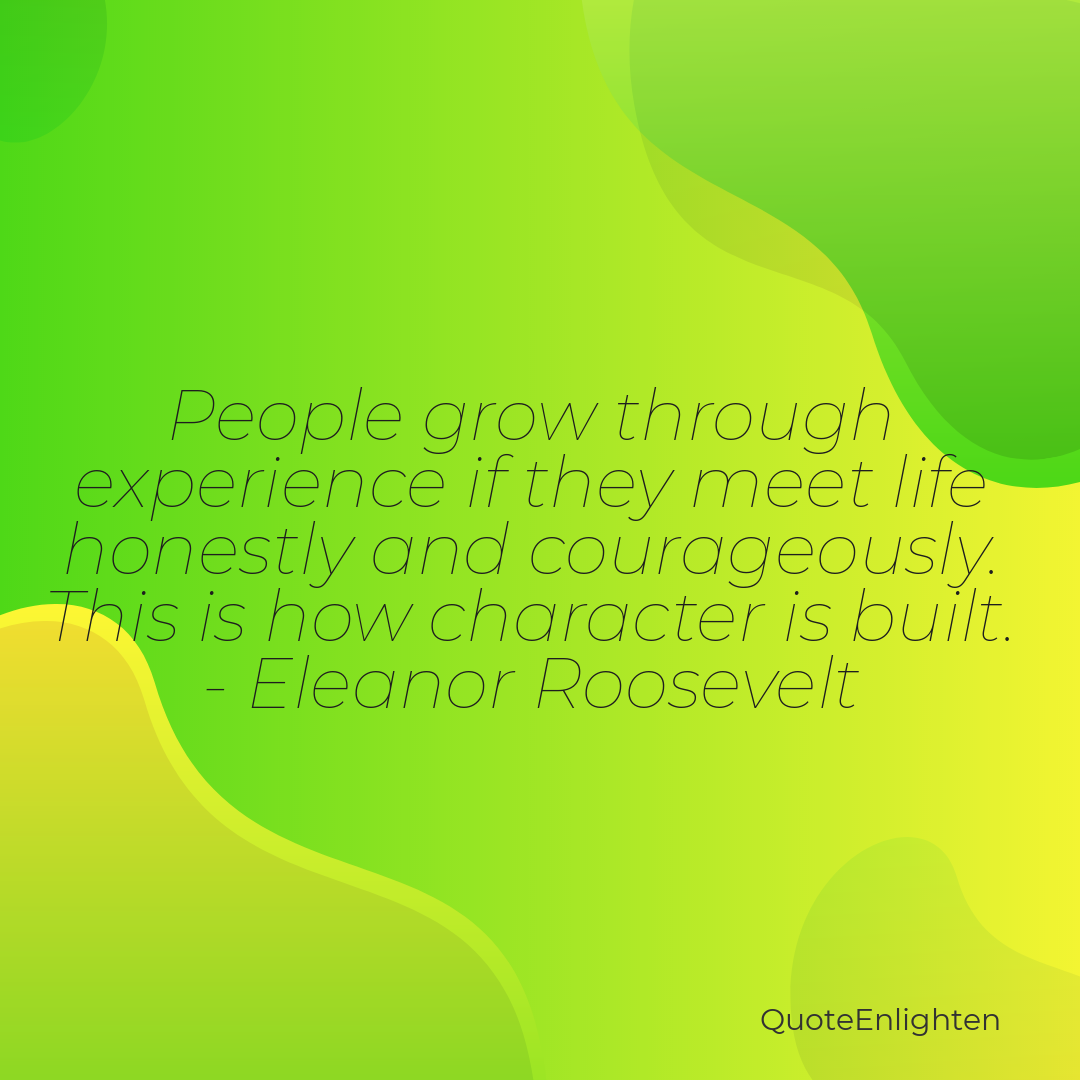 People grow through
experience if they meet life
honestly and courageously.
This is how character is built.
- Eleanor Roosevelt
QuoteEnlighten